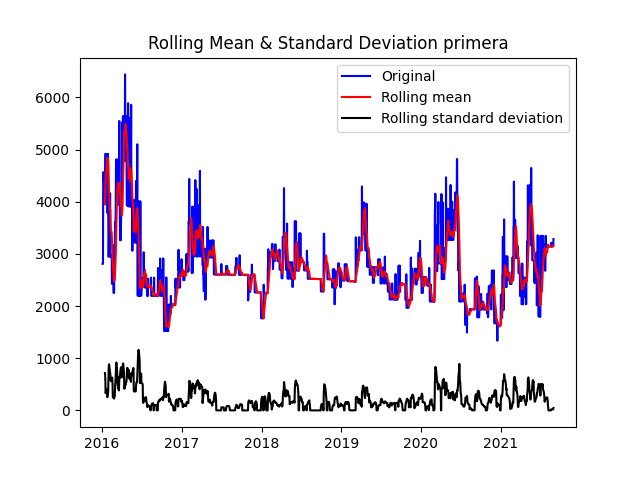 Rolling Mean & Standard Deviation primera
Original
Rolling mean
Rolling standard deviation
6000
5000
4000
3000
2000
1000
0
2016 2017 2018 2019 2020 2021